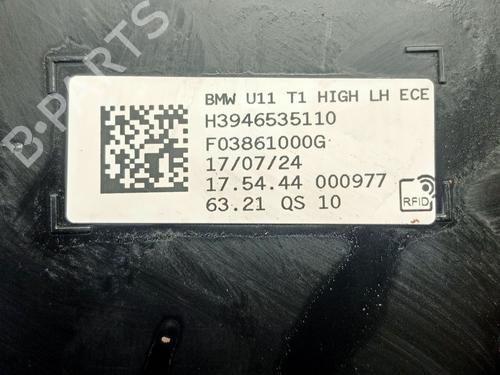 B-PARTS
BMW U11 T1 HIGH LH ECE
H3946535110
F03861000G
17/07/24
17.54.44 000977
63.21 QS 10
RFID